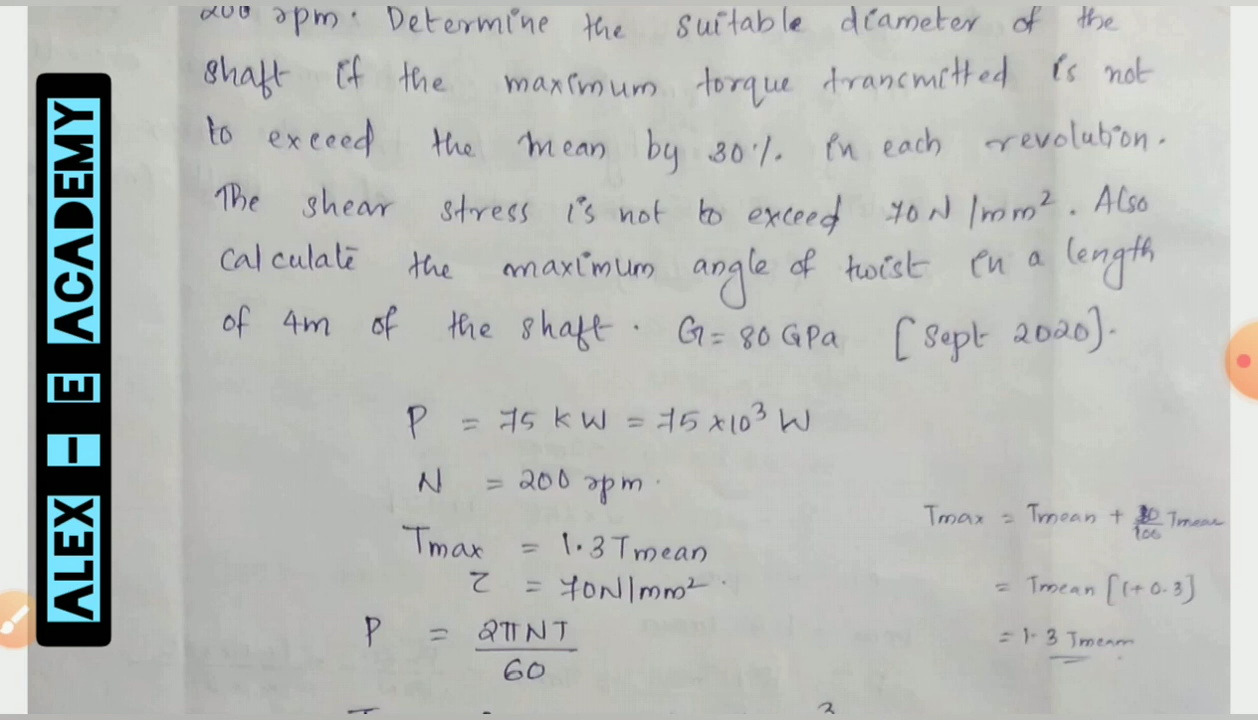 200 rpm. Determine the suitable diameter of the
shaft if the maximum torque transmitted is not
to exceed the mean by 30%. in each revolution.
The shear stress is not to exceed 70 N/mm². Also
calculate the maximum angle of twist in a length
of 4m of the shaft. G = 80 GPa [Sept 2020].
P = 75 kW = 75×10³ W
N = 200 rpm.
Tmax = 1.3 Tmean
τ = 70N/mm².
P = 2πNT
60
Tmax = Tmean + 30/100 Tmean
= Tmean [1+0.3]
= 1.3 Tmean
ALEX - E ACADEMY